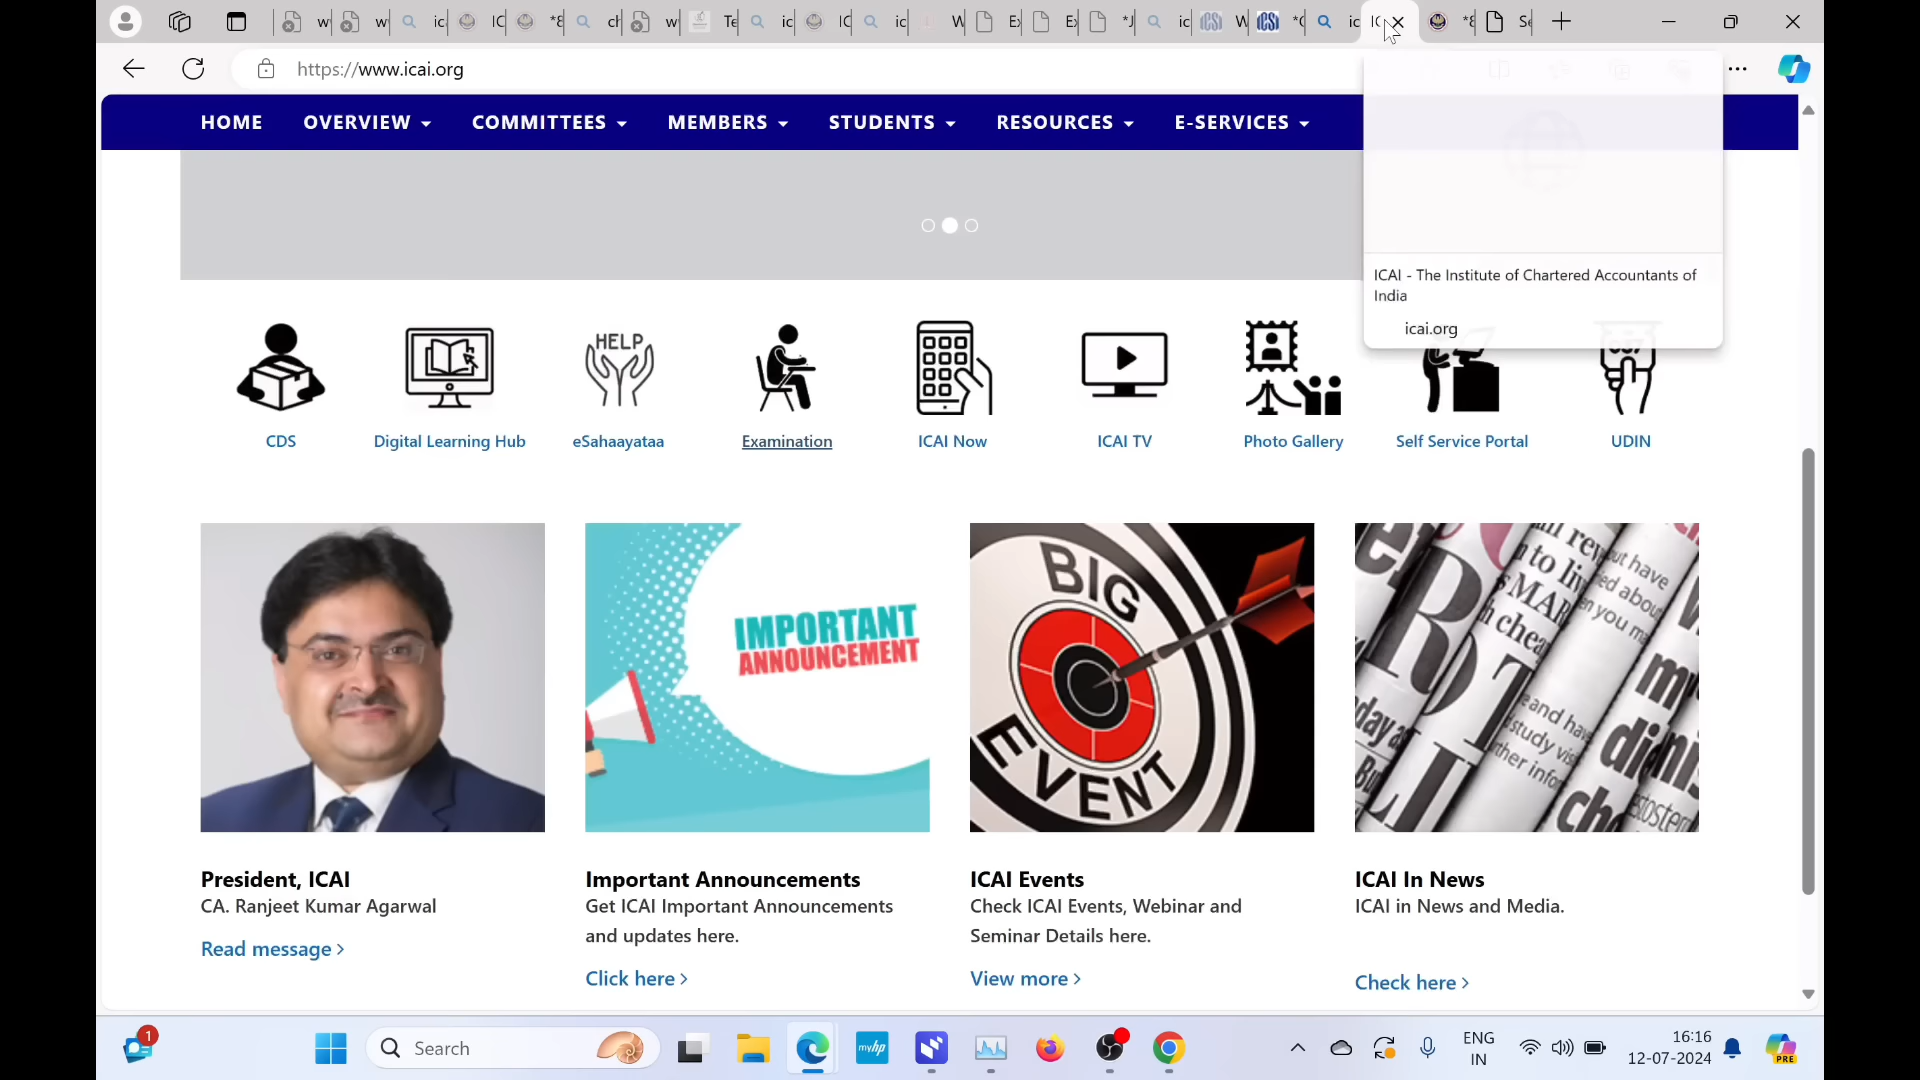 https://www.icai.org
HOME OVERVIEW COMMITTEES MEMBERS STUDENTS RESOURCES E-SERVICES
ICAI - The Institute of Chartered Accountants of
India
icai.org
HELP
CDS Digital Learning Hub eSahaayataa Examination ICAI Now ICAI TV Photo Gallery Self Service Portal UDIN
IMPORTANT
ANNOUNCEMENT
BIG
EVENT
President, ICAI
CA. Ranjeet Kumar Agarwal
Read message >
Important Announcements
Get ICAI Important Announcements
and updates here.
Click here >
ICAI Events
Check ICAI Events, Webinar and
Seminar Details here.
View more >
ICAI In News
ICAI in News and Media.
Check here >
1
Search
myhp
ENG
IN
16:16
12-07-2024
PRE